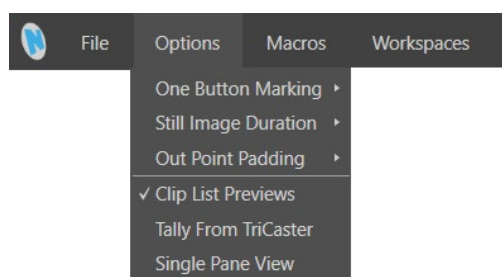 File Options Macros Workspaces
One Button Marking
Still Image Duration
Out Point Padding
✓ Clip List Previews
Tally From TriCaster
Single Pane View